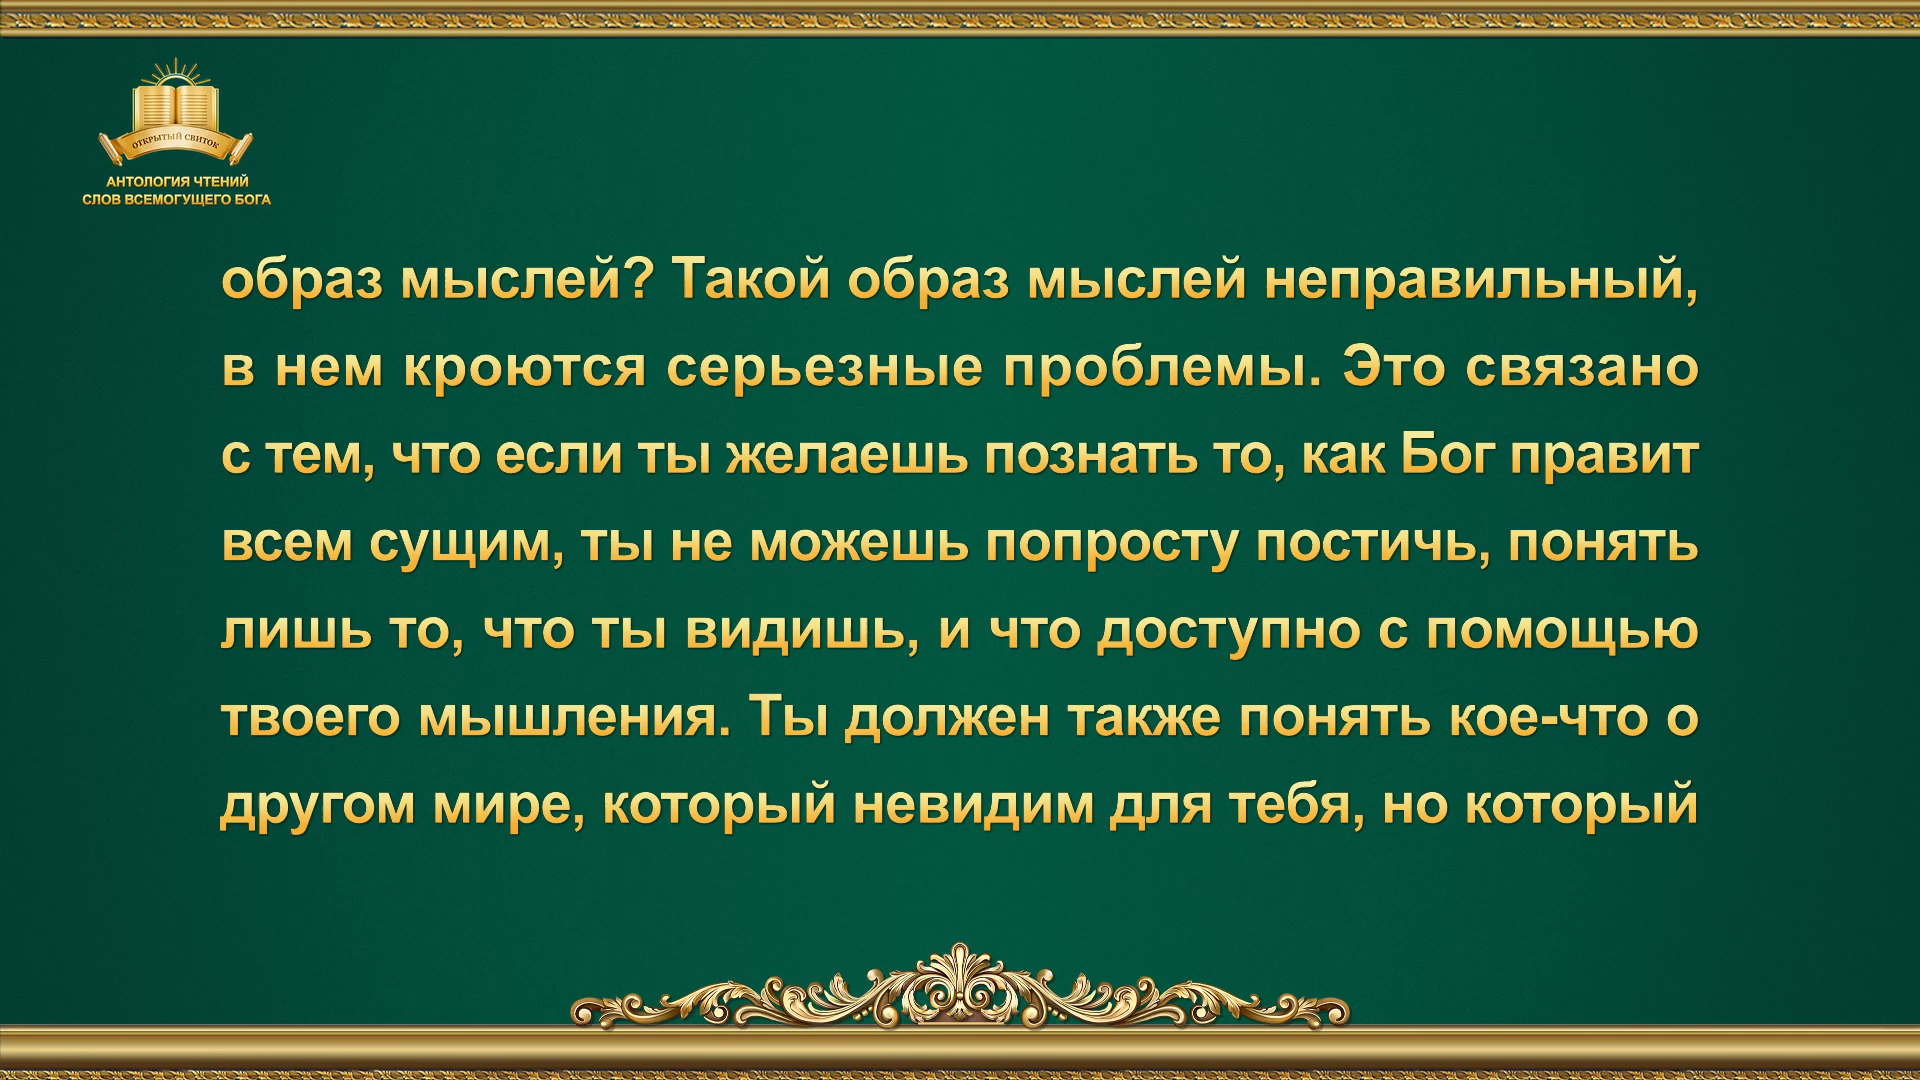 ОТКРЫТЫЙ СВИТОК
АНТОЛОГИЯ ЧТЕНИЙ
СЛОВ ВСЕМОГУЩЕГО БОГА
образ мыслей? Такой образ мыслей неправильный,
в нем кроются серьезные проблемы. Это связано
с тем, что если ты желаешь познать то, как Бог правит
всем сущим, ты не можешь попросту постичь, понять
лишь то, что ты видишь, и что доступно с помощью
твоего мышления. Ты должен также понять кое-что о
другом мире, который невидим для тебя, но который